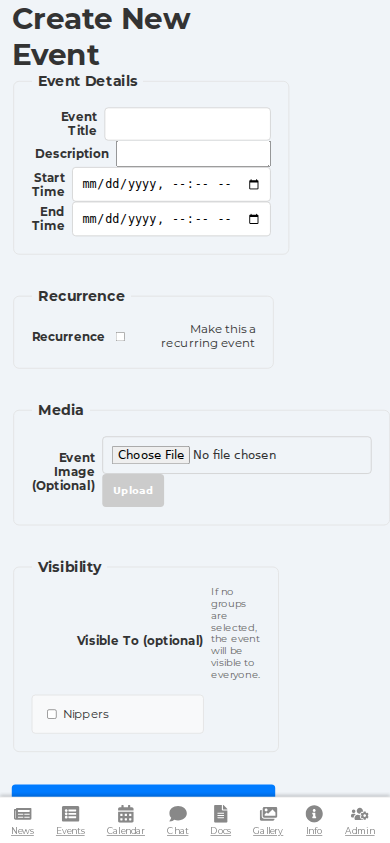 Create New
Event
Event Details
Event
Title
Description
Start
Time
mm/dd/yyyy, --:-- --
End
Time
mm/dd/yyyy, --:-- --
Recurrence
Recurrence
Make this a
recurring event
Media
Event
Image
(Optional)
Choose File No file chosen
Upload
Visibility
Visible To (optional)
If no
groups
are
selected,
the event
will be
visible to
everyone.
Nippers
News Events Calendar Chat Docs Gallery Info Admin